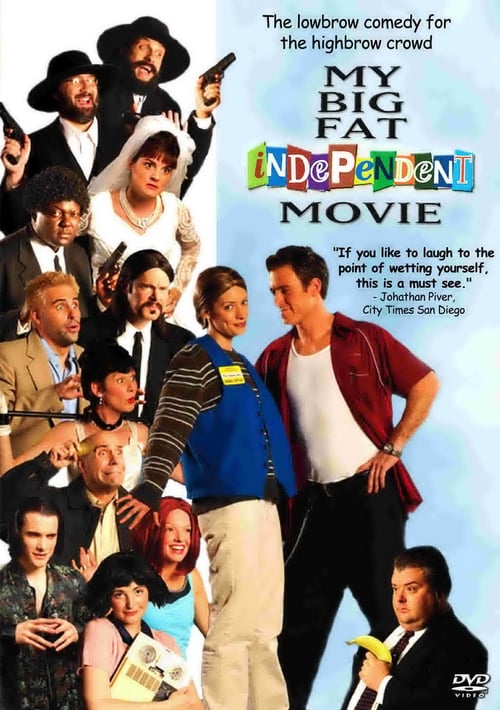 The lowbrow comedy for
the highbrow crowd
MY
BIG
FAT
iNDePeNDeNT
MOVIE
"If you like to laugh to the
point of wetting yourself,
this is a must see."
- Johathan Piver,
City Times San Diego
DVD
VIDEO